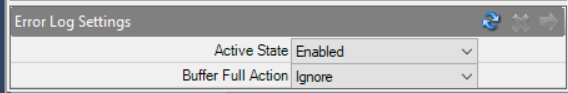 Error Log Settings
Active State Enabled
Buffer Full Action Ignore